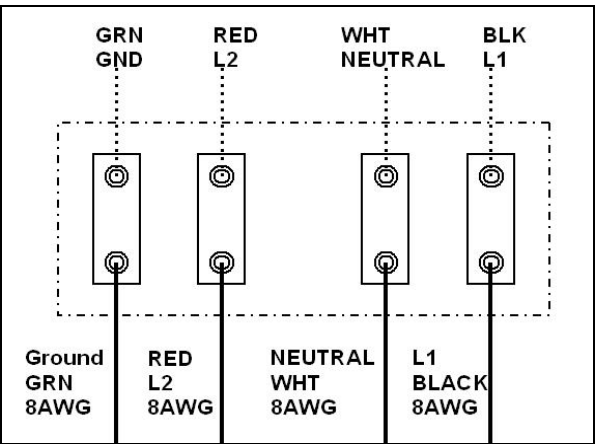 GRN
GND
RED
L2
WHT
NEUTRAL
BLK
L1
Ground
GRN
8AWG
RED
L2
8AWG
NEUTRAL
WHT
8AWG
L1
BLACK
8AWG